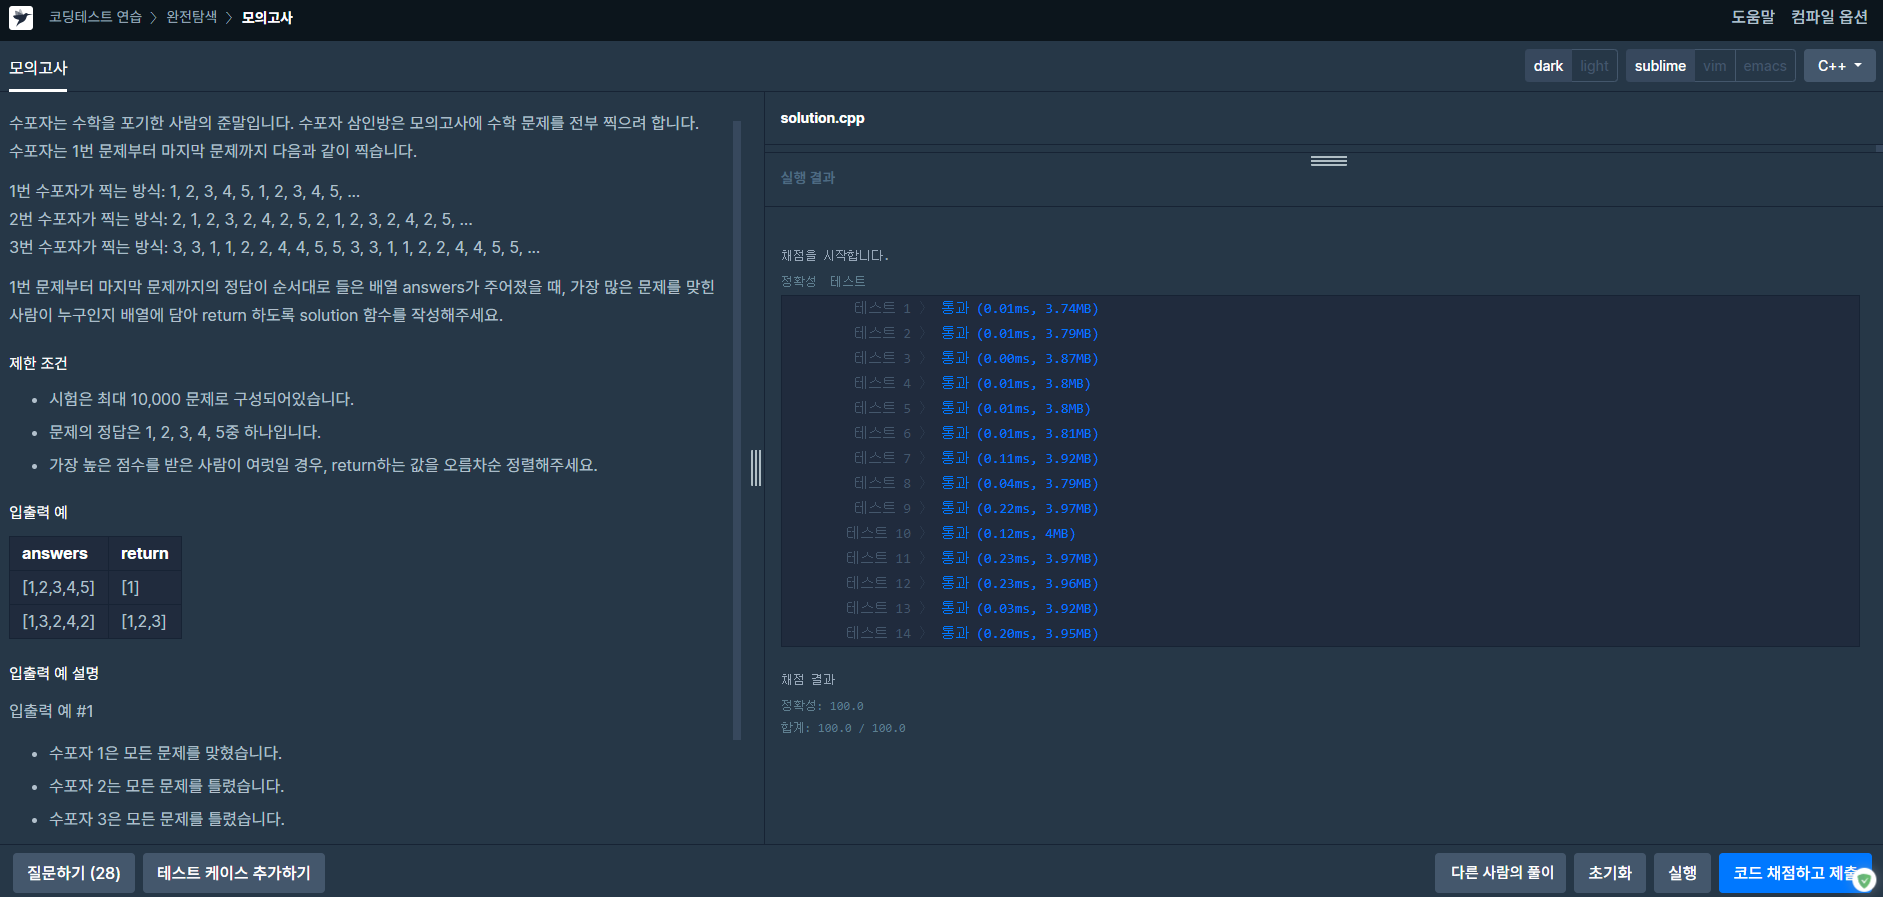 코딩테스트 연습 > 완전탐색 > 모의고사
도움말 컴파일 옵션
모의고사
dark light sublime vim emacs C++
수포자는 수학을 포기한 사람의 준말입니다. 수포자 삼인방은 모의고사에 수학 문제를 전부 찍으려 합니다.
수포자는 1번 문제부터 마지막 문제까지 다음과 같이 찍습니다.
1번 수포자가 찍는 방식: 1, 2, 3, 4, 5, 1, 2, 3, 4, 5, ...
2번 수포자가 찍는 방식: 2, 1, 2, 3, 2, 4, 2, 5, 2, 1, 2, 3, 2, 4, 2, 5, ...
3번 수포자가 찍는 방식: 3, 3, 1, 1, 2, 2, 4, 4, 5, 5, 3, 3, 1, 1, 2, 2, 4, 4, 5, 5, ...
1번 문제부터 마지막 문제까지의 정답이 순서대로 들은 배열 answers가 주어졌을 때, 가장 많은 문제를 맞힌
사람이 누구인지 배열에 담아 return 하도록 solution 함수를 작성해주세요.
제한 조건
• 시험은 최대 10,000 문제로 구성되어있습니다.
• 문제의 정답은 1, 2, 3, 4, 5중 하나입니다.
• 가장 높은 점수를 받은 사람이 여럿일 경우, return하는 값을 오름차순 정렬해주세요.
입출력 예
answers return
[1,2,3,4,5] [1]
[1,3,2,4,2] [1,2,3]
입출력 예 설명
입출력 예 #1
• 수포자 1은 모든 문제를 맞혔습니다.
• 수포자 2는 모든 문제를 틀렸습니다.
• 수포자 3은 모든 문제를 틀렸습니다.
solution.cpp
실행 결과
채점을 시작합니다.
정확성 테스트
테스트 1 〉 통과 (0.01ms, 3.74MB)
테스트 2 〉 통과 (0.01ms, 3.79MB)
테스트 3 〉 통과 (0.00ms, 3.87MB)
테스트 4 〉 통과 (0.01ms, 3.8MB)
테스트 5 〉 통과 (0.01ms, 3.8MB)
테스트 6 〉 통과 (0.01ms, 3.81MB)
테스트 7 〉 통과 (0.11ms, 3.92MB)
테스트 8 〉 통과 (0.04ms, 3.79MB)
테스트 9 〉 통과 (0.22ms, 3.97MB)
테스트 10 〉 통과 (0.12ms, 4MB)
테스트 11 〉 통과 (0.23ms, 3.97MB)
테스트 12 〉 통과 (0.23ms, 3.96MB)
테스트 13 〉 통과 (0.03ms, 3.92MB)
테스트 14 〉 통과 (0.20ms, 3.95MB)
채점 결과
정확성: 100.0
합계: 100.0 / 100.0
질문하기 (28) 테스트 케이스 추가하기
다른 사람의 풀이 초기화 실행 코드 채점하고 제출